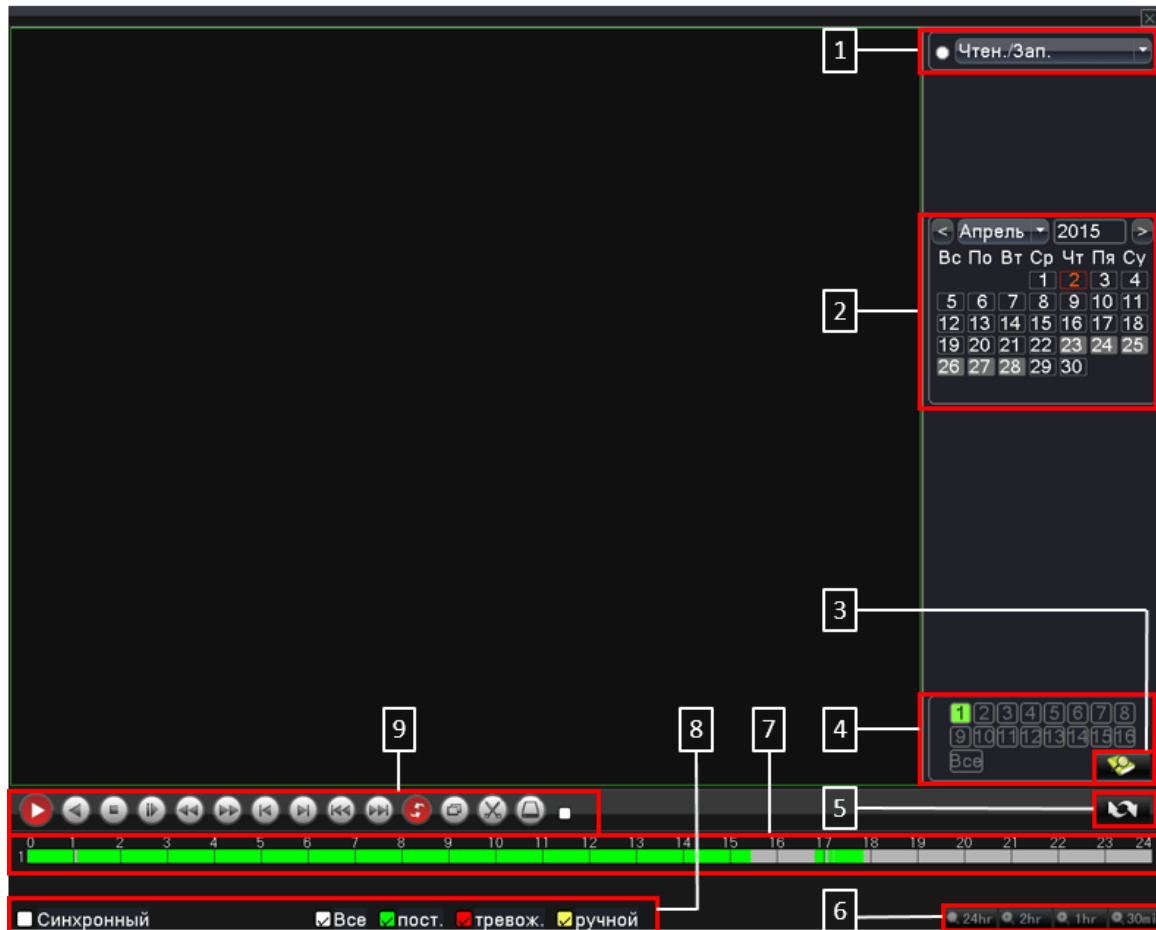 1
Чтен./Зап.
2
< Апрель 2015 >
Вс По Вт Ср Чт Пя Су
1 2 3 4
5 6 7 8 9 10 11
12 13 14 15 16 17 18
19 20 21 22 23 24 25
26 27 28 29 30
3
4
1 2 3 4 5 6 7 8
9 10 11 12 13 14 15 16
Все
9
8
7
5
0 1 2 3 4 5 6 7 8 9 10 11 12 13 14 15 16 17 18 19 20 21 22 23 24
1
Синхронный Все пост. тревож. ручной
6
24hr 2hr 1hr 30mi